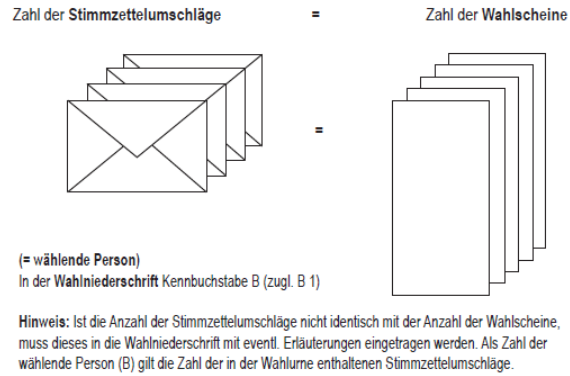 Zahl der Stimmzettelumschläge = Zahl der Wahlscheine
=
(= wählende Person)
In der Wahlniederschrift Kennbuchstabe B (zugl. B 1)
Hinweis: Ist die Anzahl der Stimmzettelumschläge nicht identisch mit der Anzahl der Wahlscheine,
muss dieses in die Wahlniederschrift mit eventl. Erläuterungen eingetragen werden. Als Zahl der
wählende Person (B) gilt die Zahl der in der Wahlurne enthaltenen Stimmzettelumschläge.